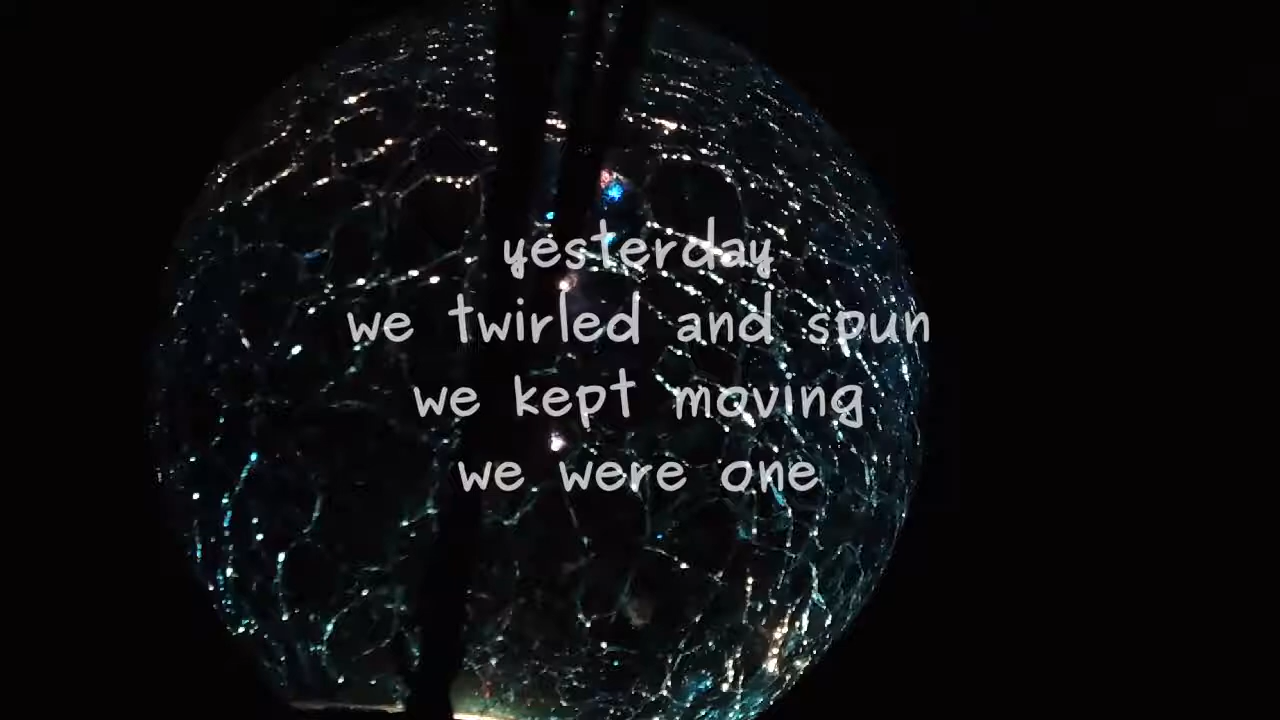 yesterday
we twirled and spun
we kept moving
we were one